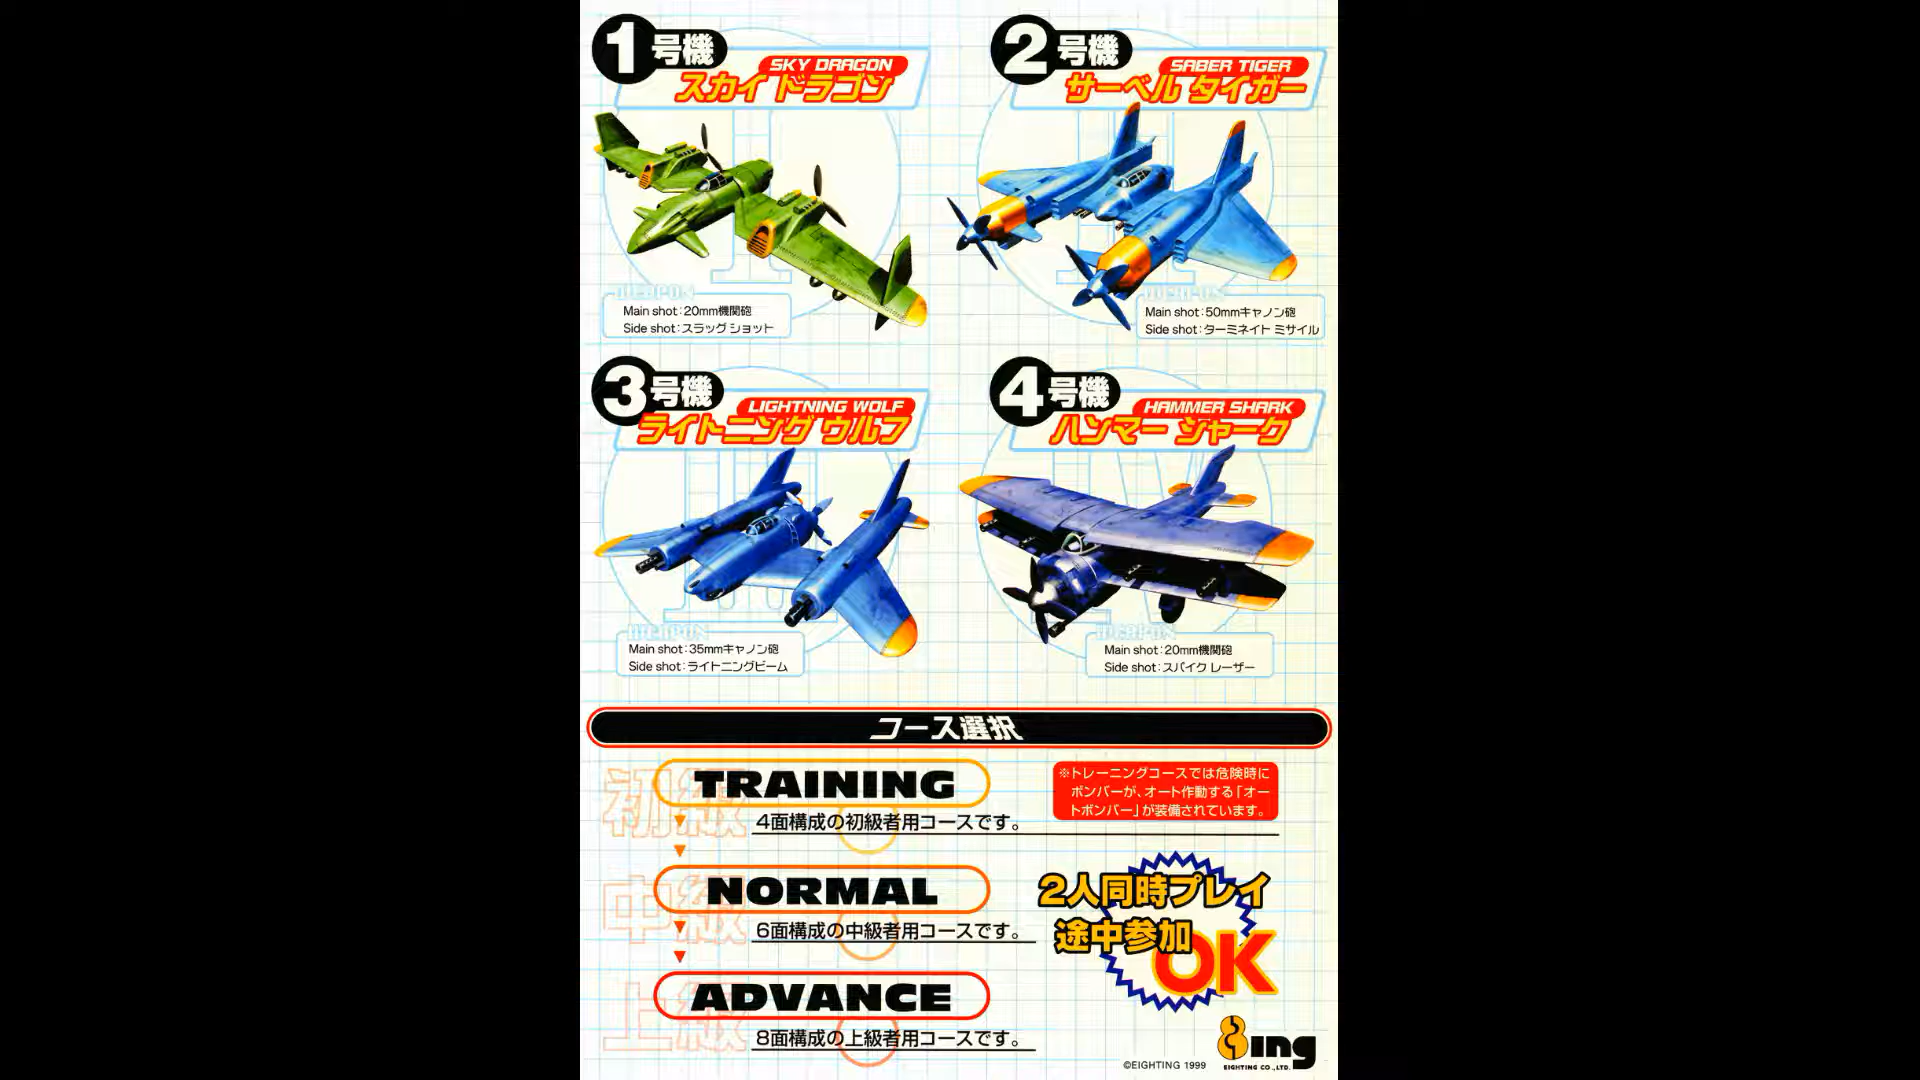 1号機
SKY DRAGON
スカイ ドラゴン
WEAPON
Main shot:20mm機関砲
Side shot:スラッグ ショット
2号機
SABER TIGER
サーベル タイガー
WEAPON
Main shot:50mmキャノン砲
Side shot:ターミネイト ミサイル
3号機
LIGHTNING WOLF
ライトニング ウルフ
WEAPON
Main shot:35mmキャノン砲
Side shot:ライトニングビーム
4号機
HAMMER SHARK
ハンマー シャーク
WEAPON
Main shot:20mm機関砲
Side shot:スパイク レーザー
コース選択
初級
TRAINING
4面構成の初級者用コースです。
※トレーニングコースでは危険時に
ボンバーが、オート作動する「オー
トボンバー」が装備されています。
中級
NORMAL
6面構成の中級者用コースです。
2人同時プレイ
途中参加
OK
上級
ADVANCE
8面構成の上級者用コースです。
©EIGHTING 1999
8ing
EIGHTING CO.,LTD.